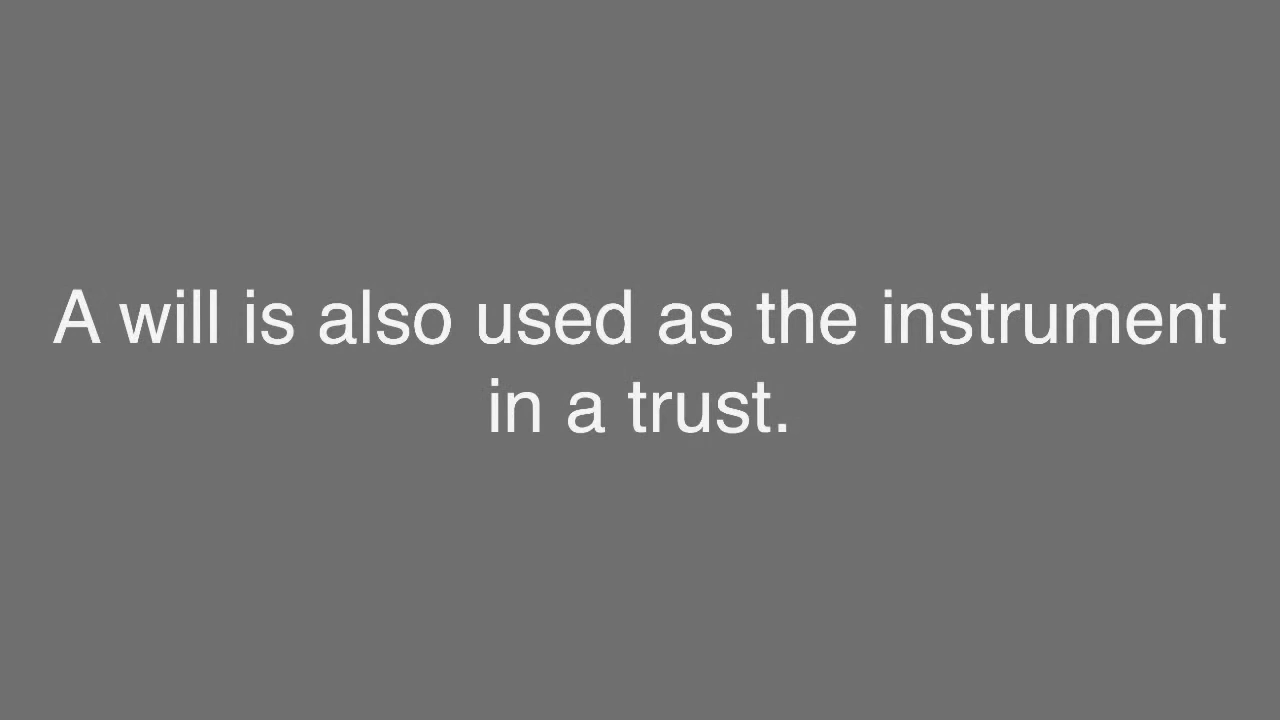 A will is also used as the instrument
in a trust.